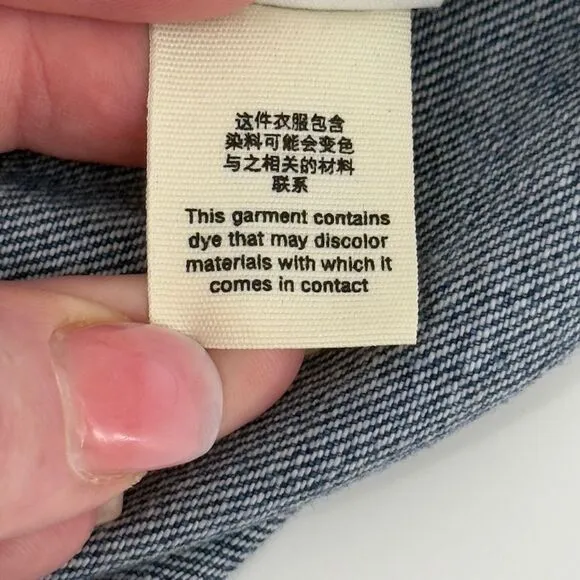 这件衣服包含
染料可能会变色
与之相关的材料
联系
This garment contains
dye that may discolor
materials with which it
comes in contact